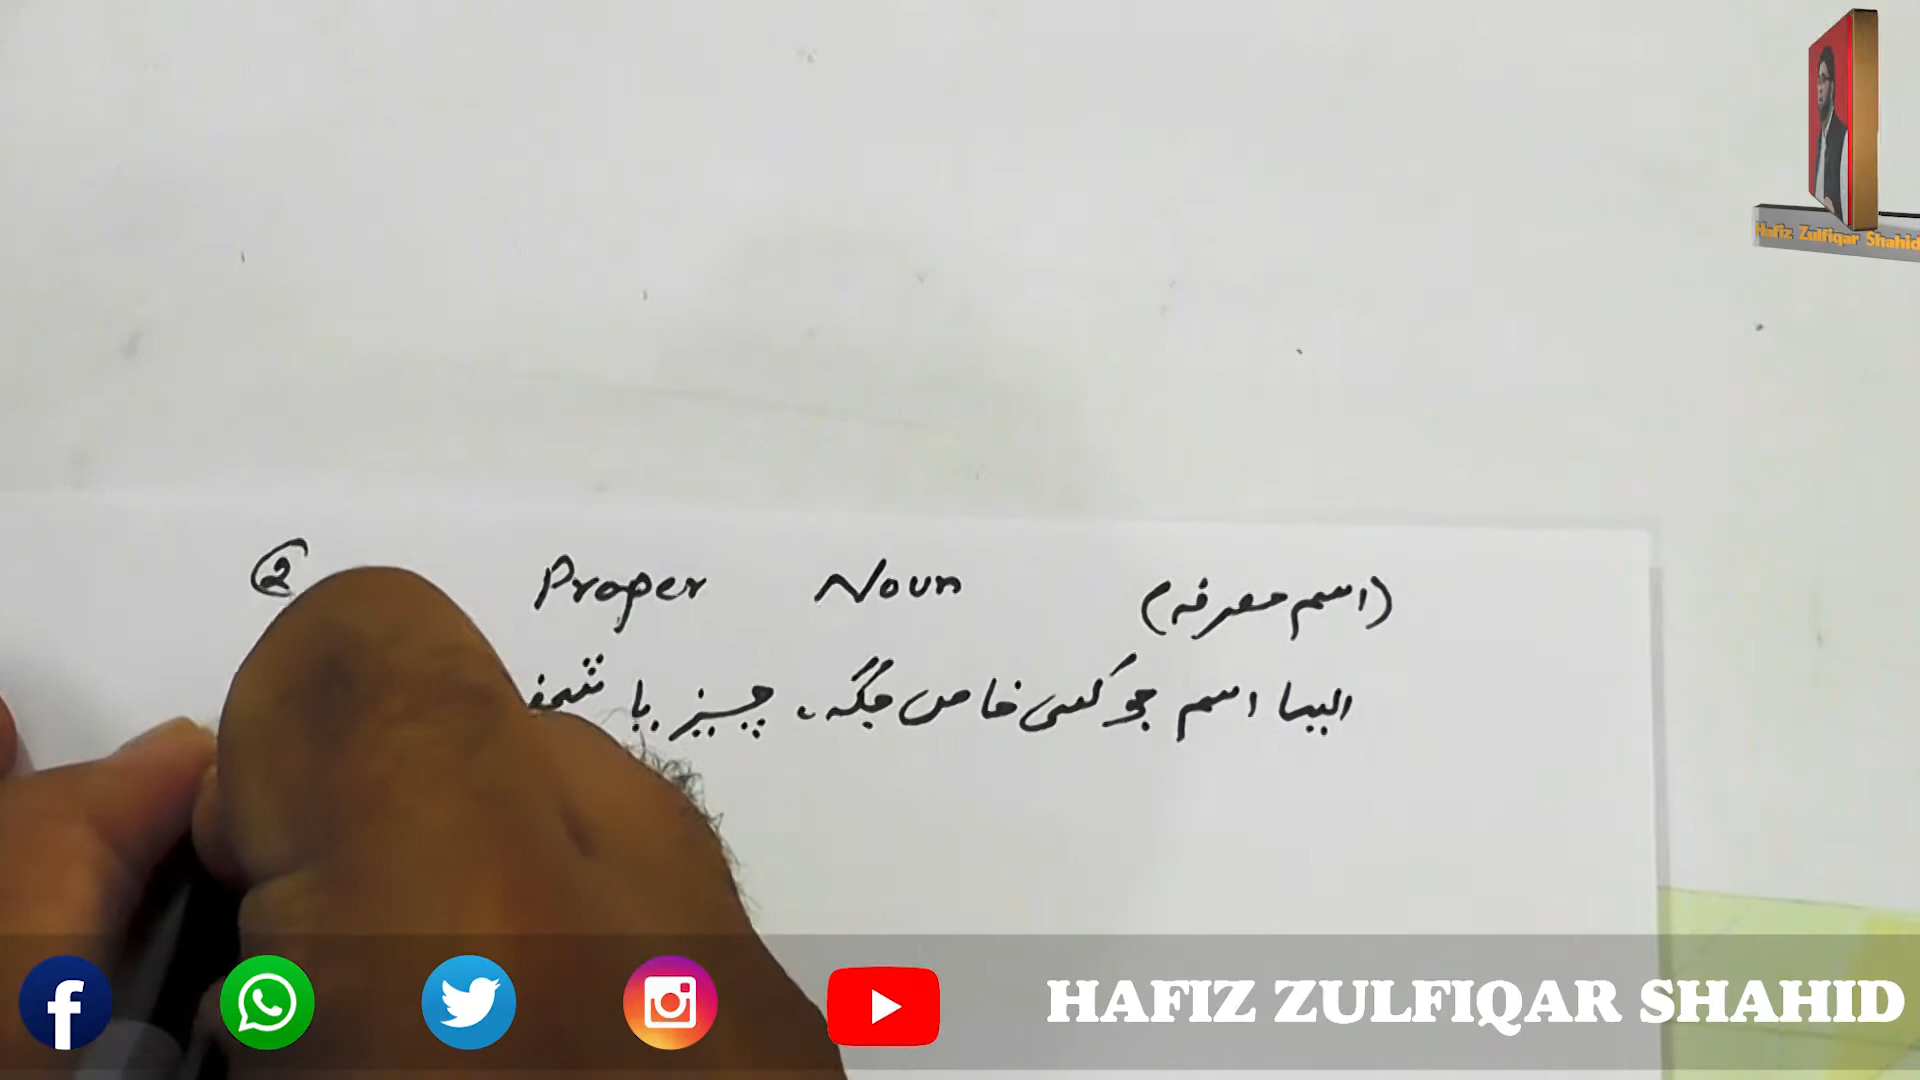 Hafiz Zulfiqar Shahid
② Proper Noun (اسم معرفہ)
ایسا اسم جو کسی خاص جگہ، چیز یا
HAFIZ ZULFIQAR SHAHID